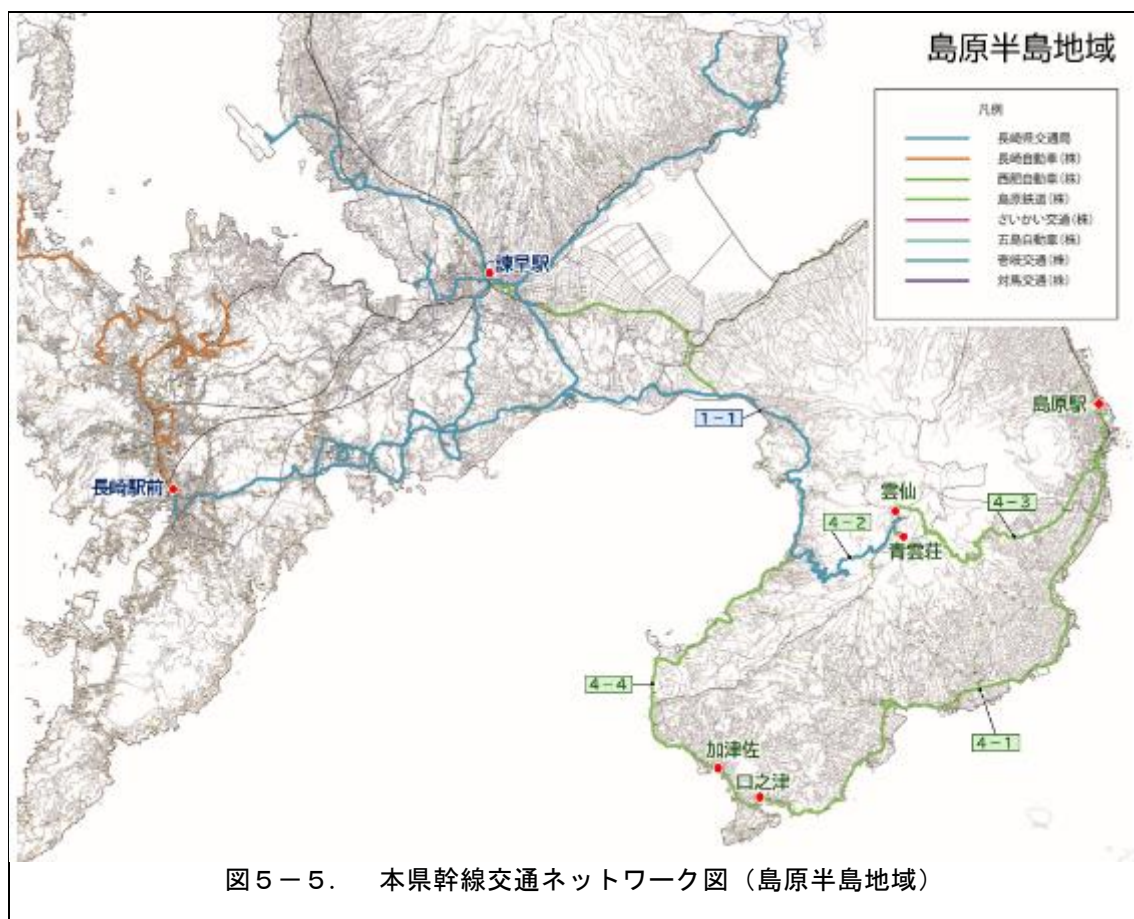 島原半島地域
凡例
長崎県交通局
長崎自動車(株)
西肥自動車(株)
島原鉄道(株)
さいかい交通(株)
五島自動車(株)
壱岐交通(株)
対馬交通(株)
諫早駅
1-1
島原駅
長崎駅前
雲仙
4-3
4-2
青雲荘
4-4
4-1
加津佐
口之津
図5-5. 本県幹線交通ネットワーク図(島原半島地域)